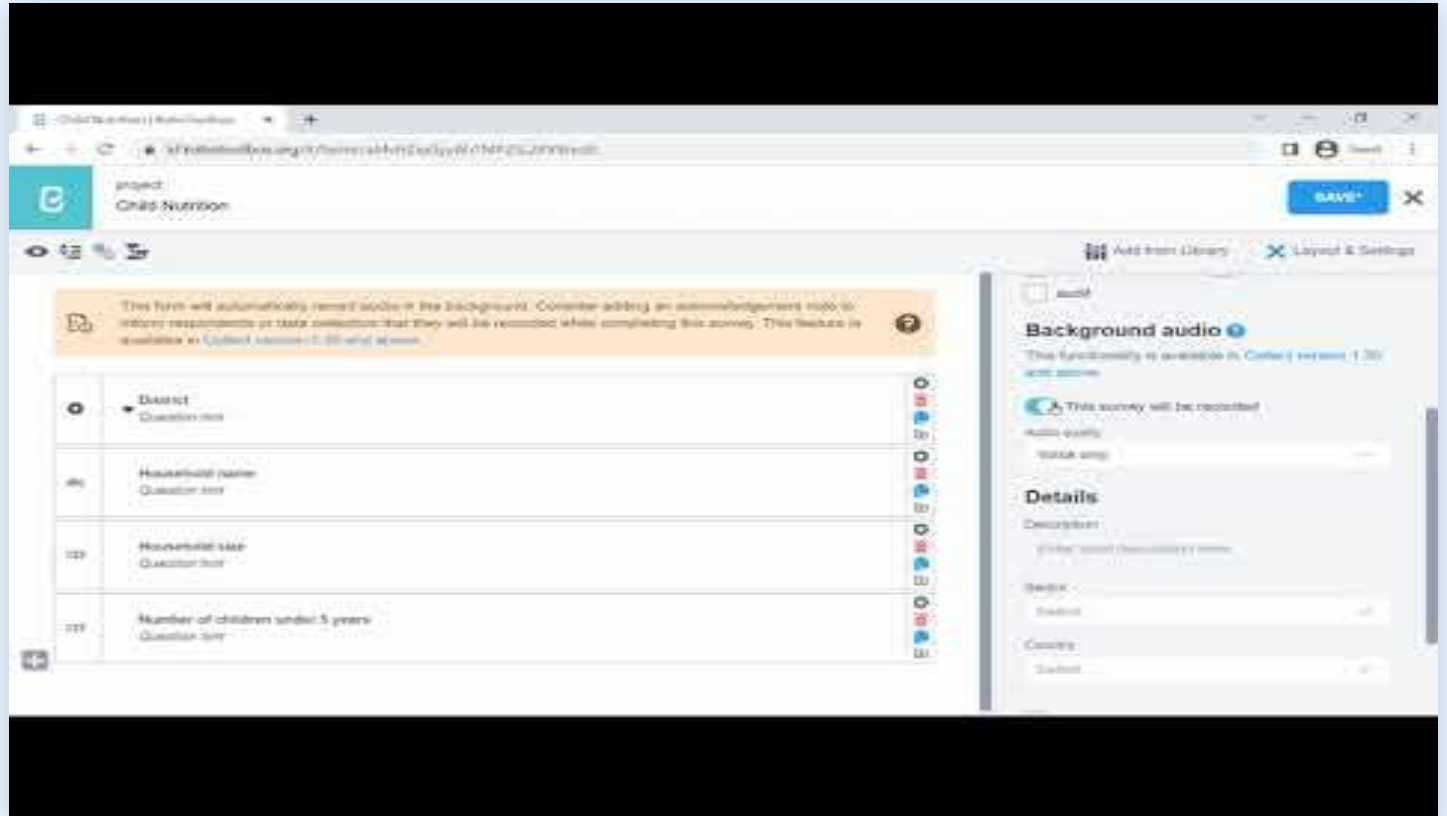 project
Child Nutrition
SAVE*
Add from Library
Layout & Settings
This form will automatically record audio in the background. Consider adding an acknowledgement note to
inform respondents or data collectors that they will be recorded while completing this survey. This feature is
available in Collect version 1.30 and above.
District
Question hint
Household name
Question hint
Household size
Question hint
Number of children under 5 years
Question hint
audit
Background audio
This functionality is available in Collect version 1.30
and above
This survey will be recorded
Audio quality
Voice only
Details
Description
Enter short description here
Sector
Select...
Country
Select...